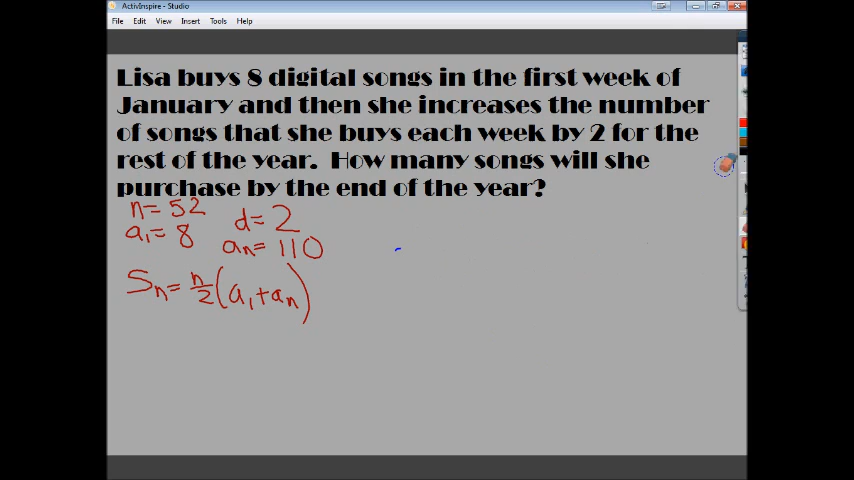 ActivInspire - Studio
File Edit View Insert Tools Help
Lisa buys 8 digital songs in the first week of
January and then she increases the number
of songs that she buys each week by 2 for the
rest of the year. How many songs will she
purchase by the end of the year?
n = 52 d = 2
a₁ = 8 aₙ = 110
Sₙ = n/2 (a₁ + aₙ)